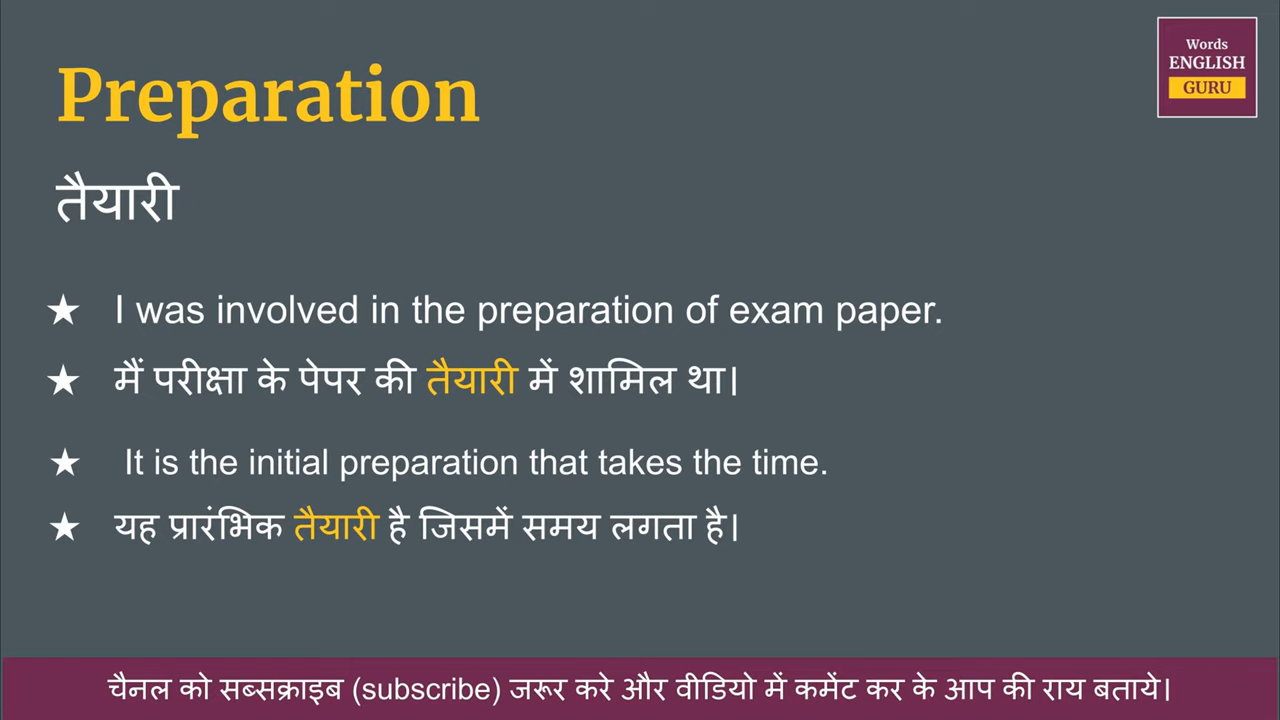 Words
ENGLISH
GURU
Preparation
तैयारी
★ I was involved in the preparation of exam paper.
★ मैं परीक्षा के पेपर की तैयारी में शामिल था।
★ It is the initial preparation that takes the time.
★ यह प्रारंभिक तैयारी है जिसमें समय लगता है।
चैनल को सब्सक्राइब (subscribe) जरूर करे और वीडियो में कमेंट कर के आप की राय बताये।